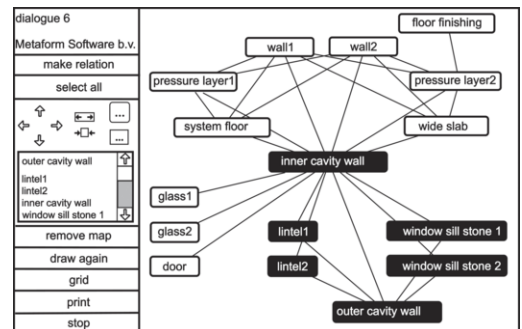 dialogue 6
Metaform Software b.v.
make relation
select all
...
...
outer cavity wall
lintel1
lintel2
inner cavity wall
window sill stone 1
remove map
draw again
grid
print
stop
floor finishing
wall1
wall2
pressure layer1
pressure layer2
system floor
wide slab
inner cavity wall
glass1
glass2
door
lintel1
window sill stone 1
lintel2
window sill stone 2
outer cavity wall